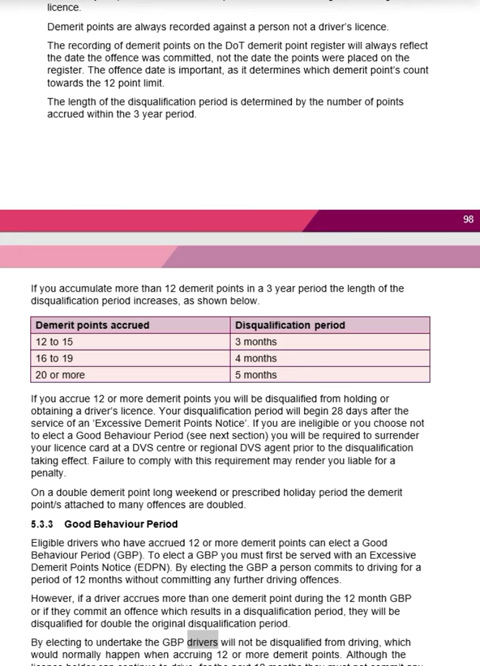 licence.
Demerit points are always recorded against a person not a driver's licence.
The recording of demerit points on the DoT demerit point register will always reflect
the date the offence was committed, not the date the points were placed on the
register. The offence date is important, as it determines which demerit point's count
towards the 12 point limit.
The length of the disqualification period is determined by the number of points
accrued within the 3 year period.
98
If you accumulate more than 12 demerit points in a 3 year period the length of the
disqualification period increases, as shown below.
Demerit points accrued Disqualification period
12 to 15 3 months
16 to 19 4 months
20 or more 5 months
If you accrue 12 or more demerit points you will be disqualified from holding or
obtaining a driver's licence. Your disqualification period will begin 28 days after the
service of an 'Excessive Demerit Points Notice'. If you are ineligible or you choose not
to elect a Good Behaviour Period (see next section) you will be required to surrender
your licence card at a DVS centre or regional DVS agent prior to the disqualification
taking effect. Failure to comply with this requirement may render you liable for a
penalty.
On a double demerit point long weekend or prescribed holiday period the demerit
point/s attached to many offences are doubled.
5.3.3 Good Behaviour Period
Eligible drivers who have accrued 12 or more demerit points can elect a Good
Behaviour Period (GBP). To elect a GBP you must first be served with an Excessive
Demerit Points Notice (EDPN). By electing the GBP a person commits to driving for a
period of 12 months without committing any further driving offences.
However, if a driver accrues more than one demerit point during the 12 month GBP
or if they commit an offence which results in a disqualification period, they will be
disqualified for double the original disqualification period.
By electing to undertake the GBP drivers will not be disqualified from driving, which
would normally happen when accruing 12 or more demerit points. Although the